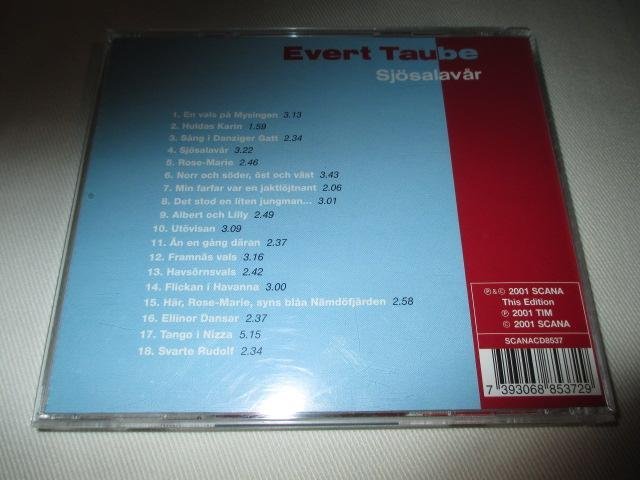 Evert Taube
Sjösalavår
1. En vals på Mysingen 3.13
2. Huldas Karin 1.59
3. Sång i Danziger Gatt 2.34
4. Sjösalavår 3.22
5. Rose-Marie 2.46
6. Norr och söder, öst och väst 3.43
7. Min farfar var en jaktlöjtnant 2.06
8. Det stod en liten jungman... 3.01
9. Albert och Lilly 2.49
10. Utövisan 3.09
11. Än en gång däran 2.37
12. Framnäs vals 3.16
13. Havsörnsvals 2.42
14. Flickan i Havanna 3.00
15. Här, Rose-Marie, syns blåa Nämdöfjärden 2.58
16. Ellinor Dansar 2.37
17. Tango i Nizza 5.15
18. Svarte Rudolf 2.34
℗&© 2001 SCANA
This Edition
℗ 2001 TIM
© 2001 SCANA
SCANACD8537
7 393068 853729